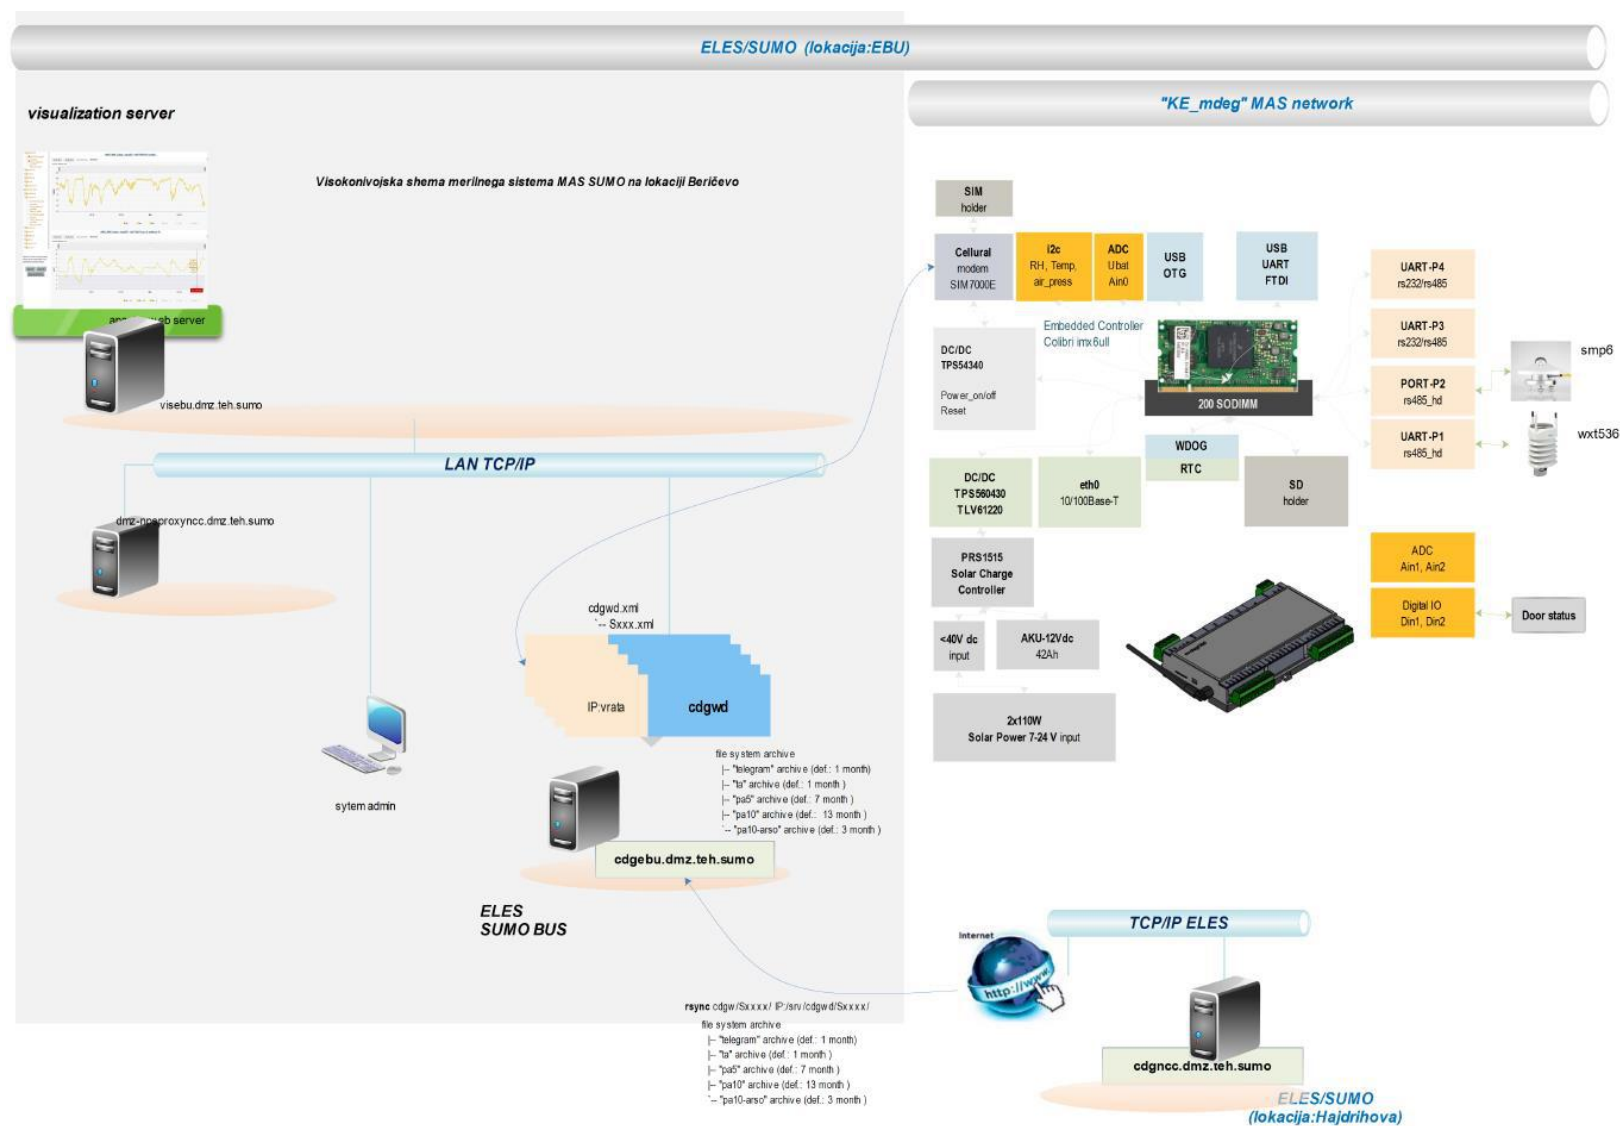 ELES/SUMO (lokacija:EBU)
"KE_mdeg" MAS network
visualization server
Visokonivojska shema merilnega sistema MAS SUMO na lokaciji Beričevo
server
visebu.dmz.teh.sumo
LAN TCP/IP
dmz-npsproxyncc.dmz.teh.sumo
sytem admin
cdgwd.xml
`-- Sxxx.xml
IP:vrata
cdgwd
file system archive
|-- "telegram" archive (def.: 1 month)
|-- "ta" archive (def.: 1 month )
|-- "pa5" archive (def.: 7 month )
|-- "pa10" archive (def.: 13 month )
`-- "pa10-arso" archive (def.: 3 month )
cdgebu.dmz.teh.sumo
ELES
SUMO BUS
rsync cdgw/Sxxxx/ IP:/srv/cdgwd/Sxxxx/
file system archive
|-- "telegram" archive (def.: 1 month)
|-- "ta" archive (def.: 1 month )
|-- "pa5" archive (def.: 7 month )
|-- "pa10" archive (def.: 13 month )
`-- "pa10-arso" archive (def.: 3 month )
SIM
holder
Cellural
modem
SIM7000E
i2c
RH, Temp,
air_press
ADC
Ubat
Ain0
USB
OTG
USB
UART
FTDI
Embedded Controller
Colibri imx6ull
200 SODIMM
DC/DC
TPS54340
Power_on/off
Reset
WDOG
RTC
DC/DC
TPS560430
TLV61220
eth0
10/100Base-T
SD
holder
PRS1515
Solar Charge
Controller
<40V dc
input
AKU-12Vdc
42Ah
2x110W
Solar Power 7-24 V input
UART-P4
rs232/rs485
UART-P3
rs232/rs485
PORT-P2
rs485_hd
UART-P1
rs485_hd
smp6
wxt536
ADC
Ain1, Ain2
Digital IO
Din1, Din2
Door status
Internet
http://www.
TCP/IP ELES
cdgncc.dmz.teh.sumo
ELES/SUMO
(lokacija:Hajdrihova)